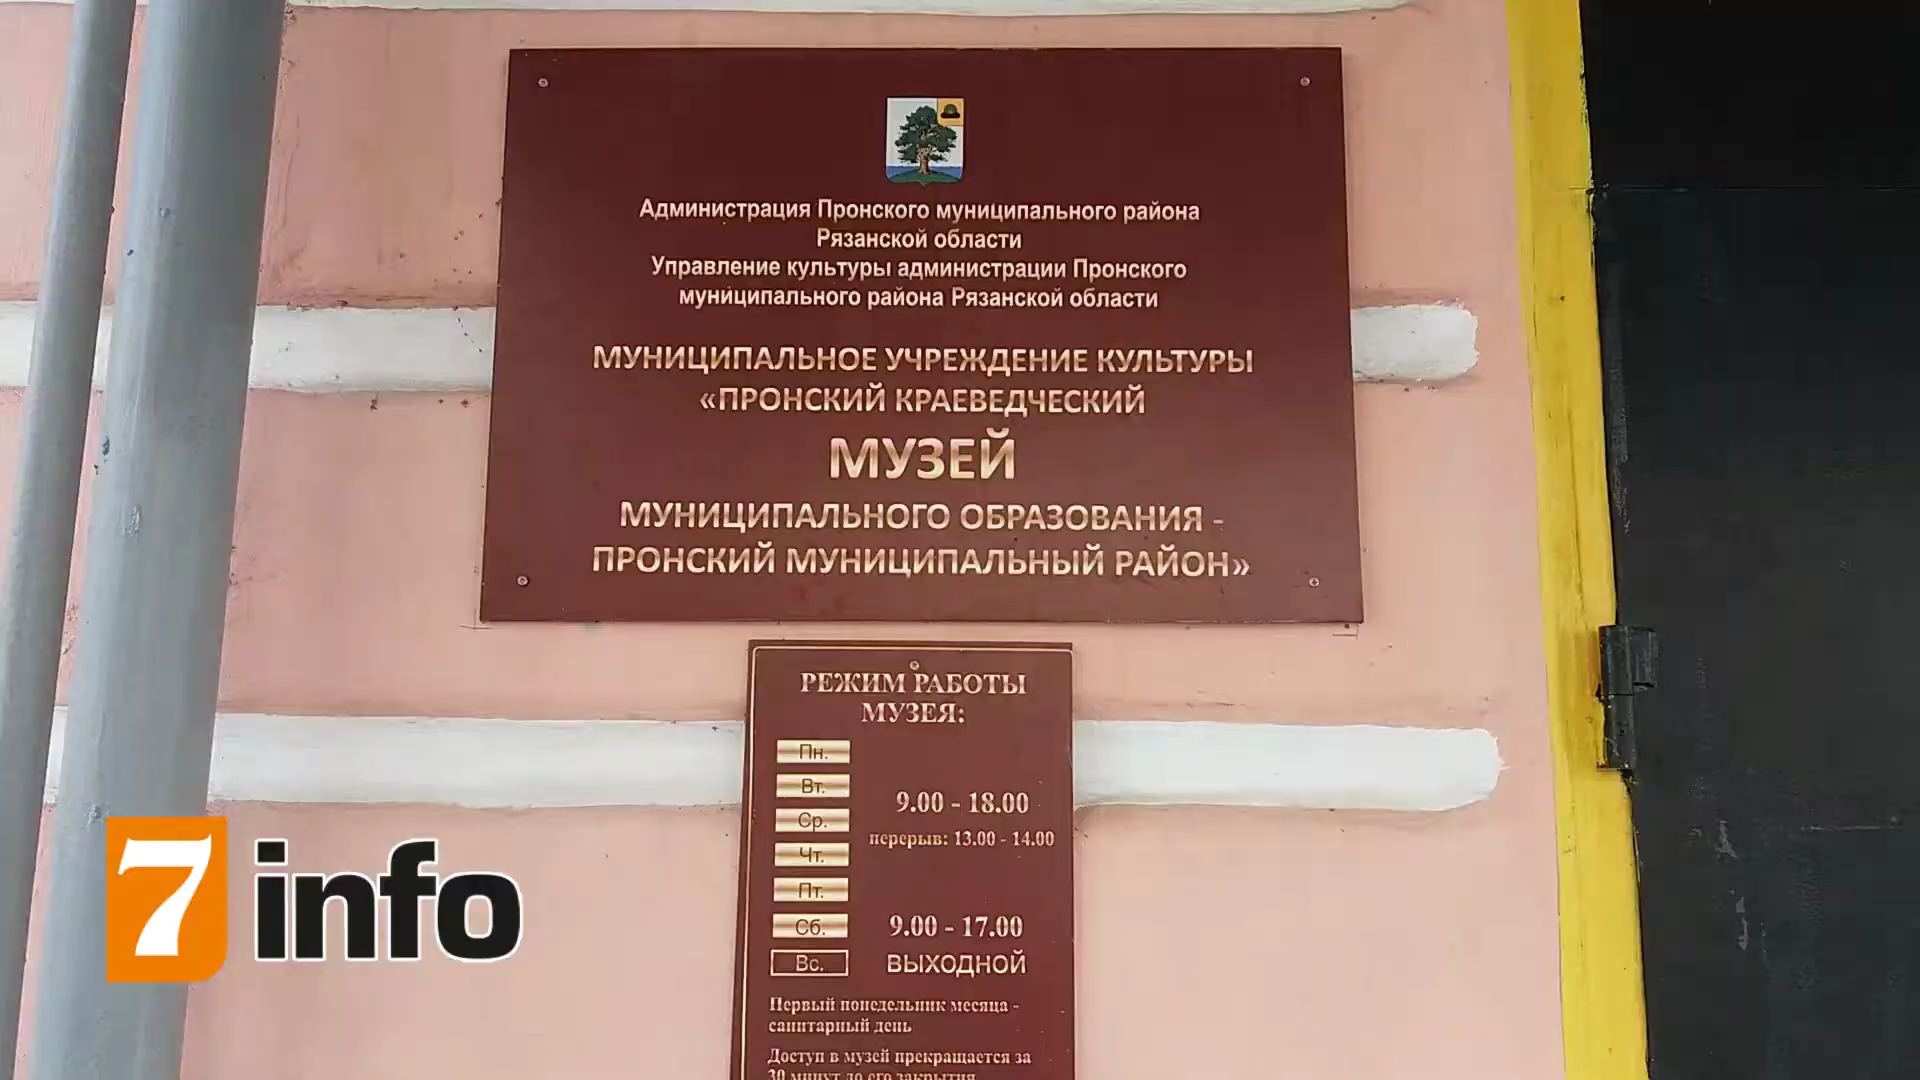 Администрация Пронского муниципального района
Рязанской области
Управление культуры администрации Пронского
муниципального района Рязанской области
МУНИЦИПАЛЬНОЕ УЧРЕЖДЕНИЕ КУЛЬТУРЫ
«ПРОНСКИЙ КРАЕВЕДЧЕСКИЙ
МУЗЕЙ
МУНИЦИПАЛЬНОГО ОБРАЗОВАНИЯ -
ПРОНСКИЙ МУНИЦИПАЛЬНЫЙ РАЙОН»
РЕЖИМ РАБОТЫ
МУЗЕЯ:
Пн.
Вт.
Ср.
Чт.
Пт.
9.00 - 18.00
перерыв: 13.00 - 14.00
Сб. 9.00 - 17.00
Вс. ВЫХОДНОЙ
Первый понедельник месяца -
санитарный день
Доступ в музей прекращается за
30 минут до его закрытия
7 info